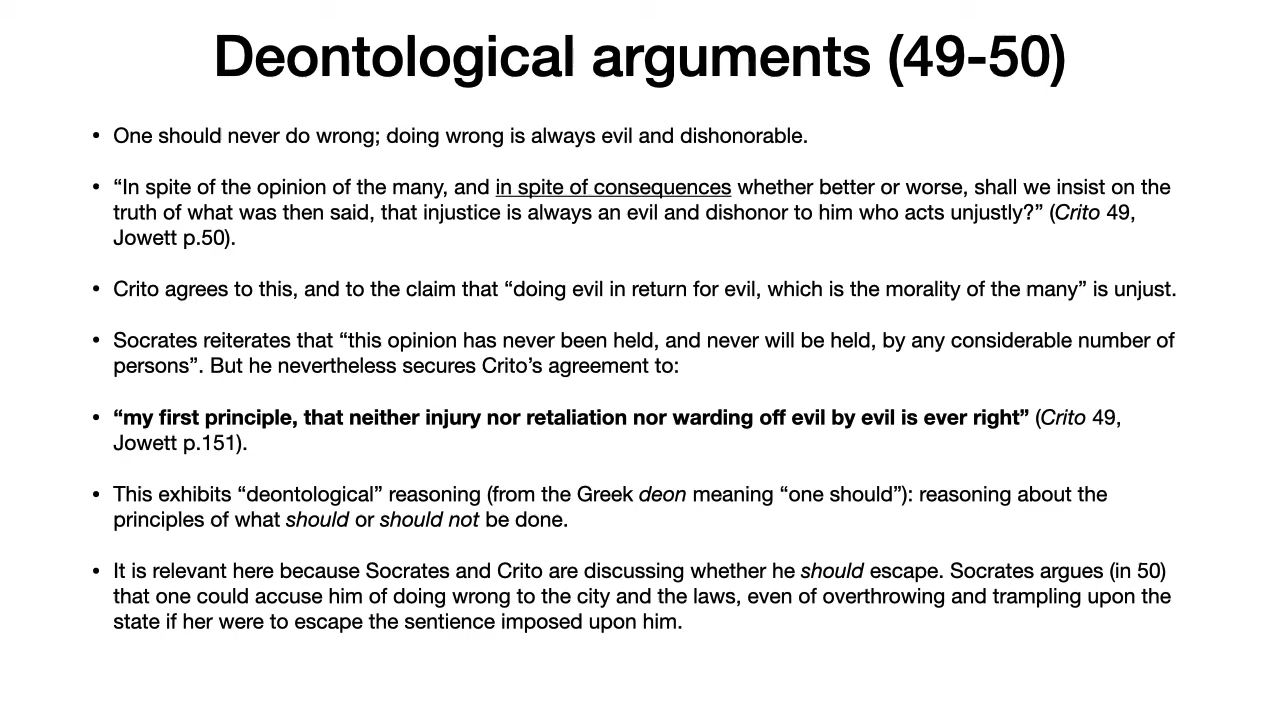 Deontological arguments (49-50)
• One should never do wrong; doing wrong is always evil and dishonorable.
• “In spite of the opinion of the many, and in spite of consequences whether better or worse, shall we insist on the
truth of what was then said, that injustice is always an evil and dishonor to him who acts unjustly?” (Crito 49,
Jowett p.50).
• Crito agrees to this, and to the claim that “doing evil in return for evil, which is the morality of the many” is unjust.
• Socrates reiterates that “this opinion has never been held, and never will be held, by any considerable number of
persons”. But he nevertheless secures Crito’s agreement to:
• “my first principle, that neither injury nor retaliation nor warding off evil by evil is ever right” (Crito 49,
Jowett p.151).
• This exhibits “deontological” reasoning (from the Greek deon meaning “one should”): reasoning about the
principles of what should or should not be done.
• It is relevant here because Socrates and Crito are discussing whether he should escape. Socrates argues (in 50)
that one could accuse him of doing wrong to the city and the laws, even of overthrowing and trampling upon the
state if her were to escape the sentience imposed upon him.